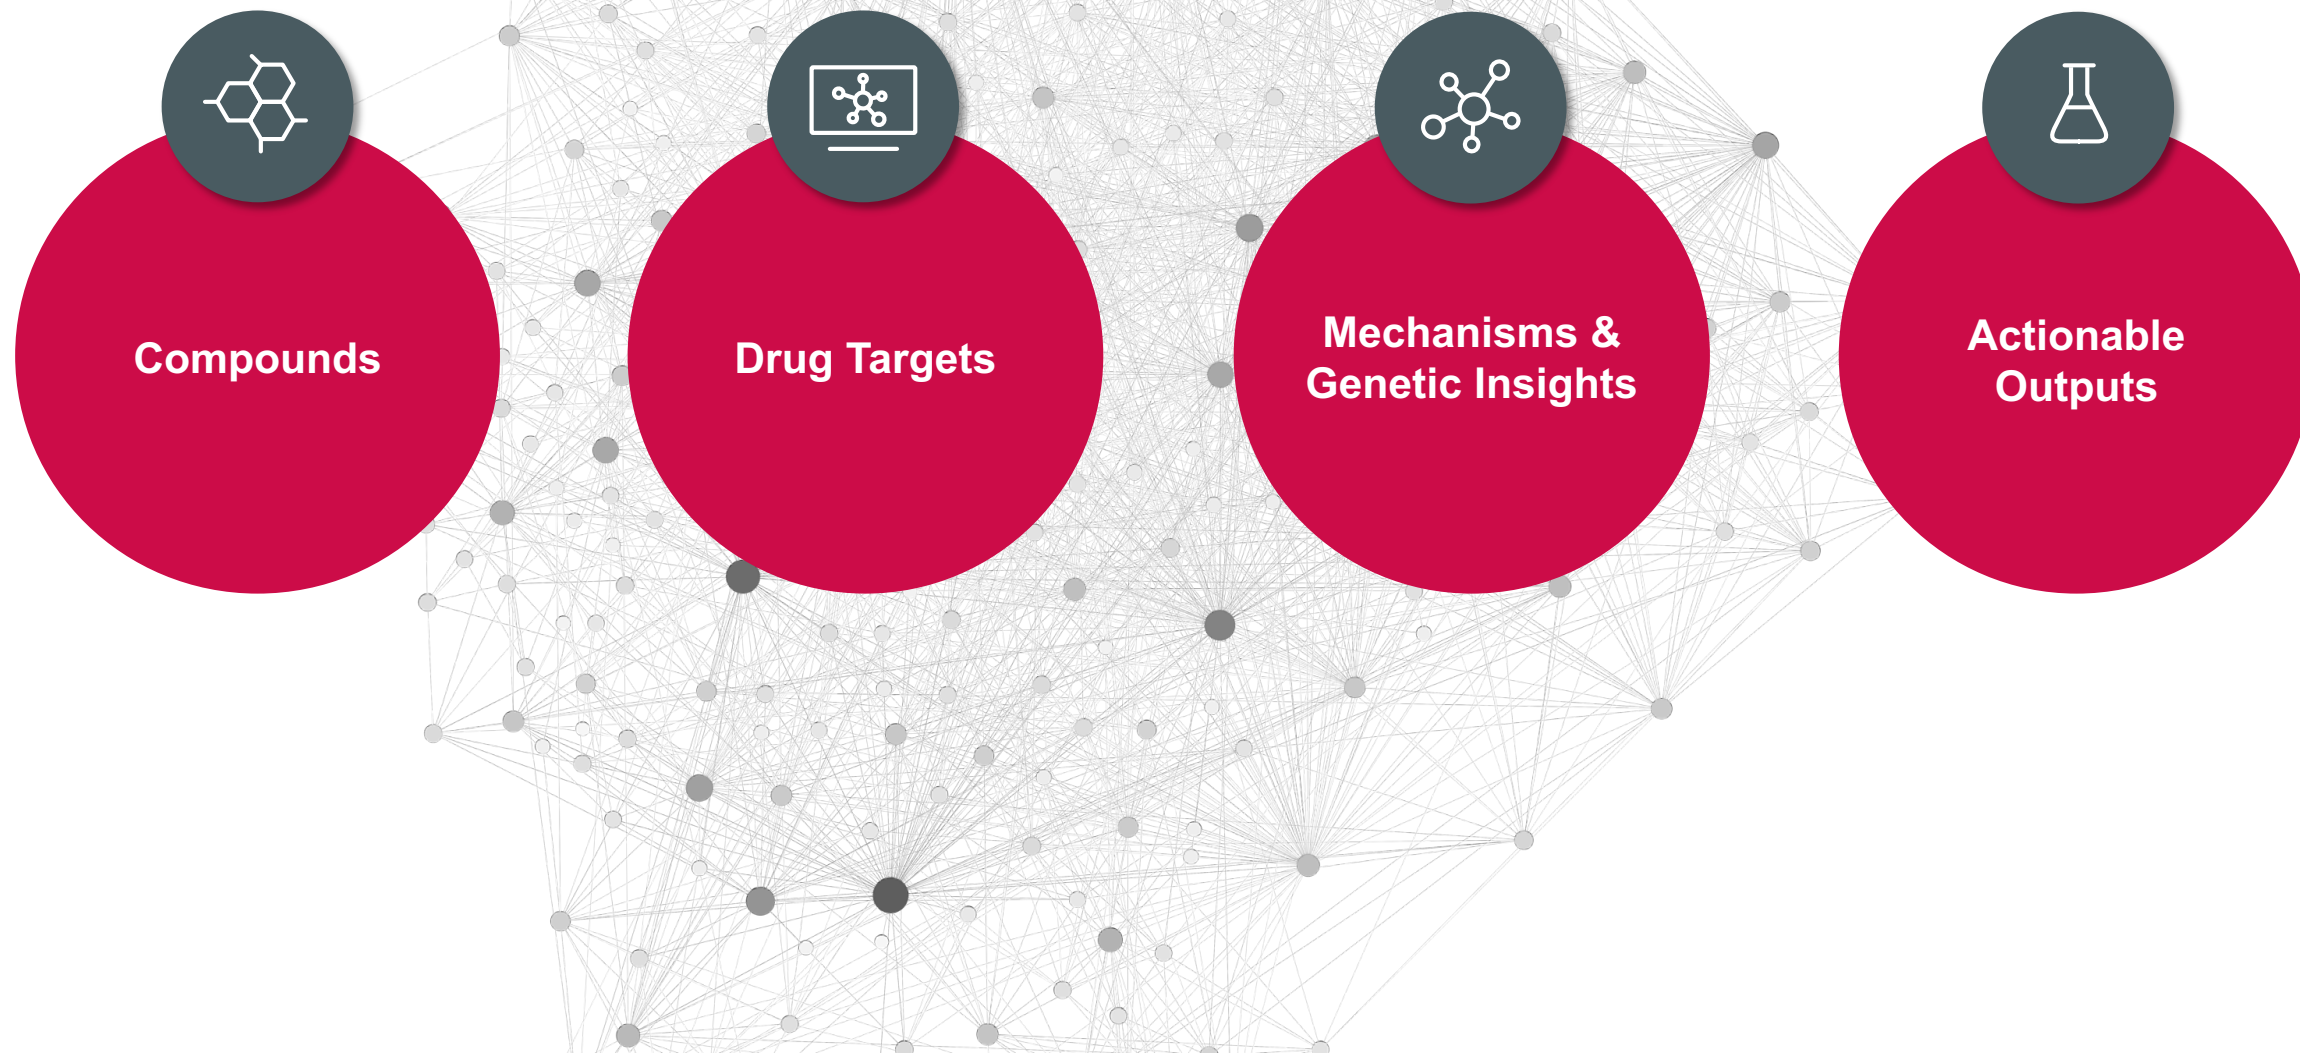 Compounds
Drug Targets
Mechanisms &
Genetic Insights
Actionable
Outputs